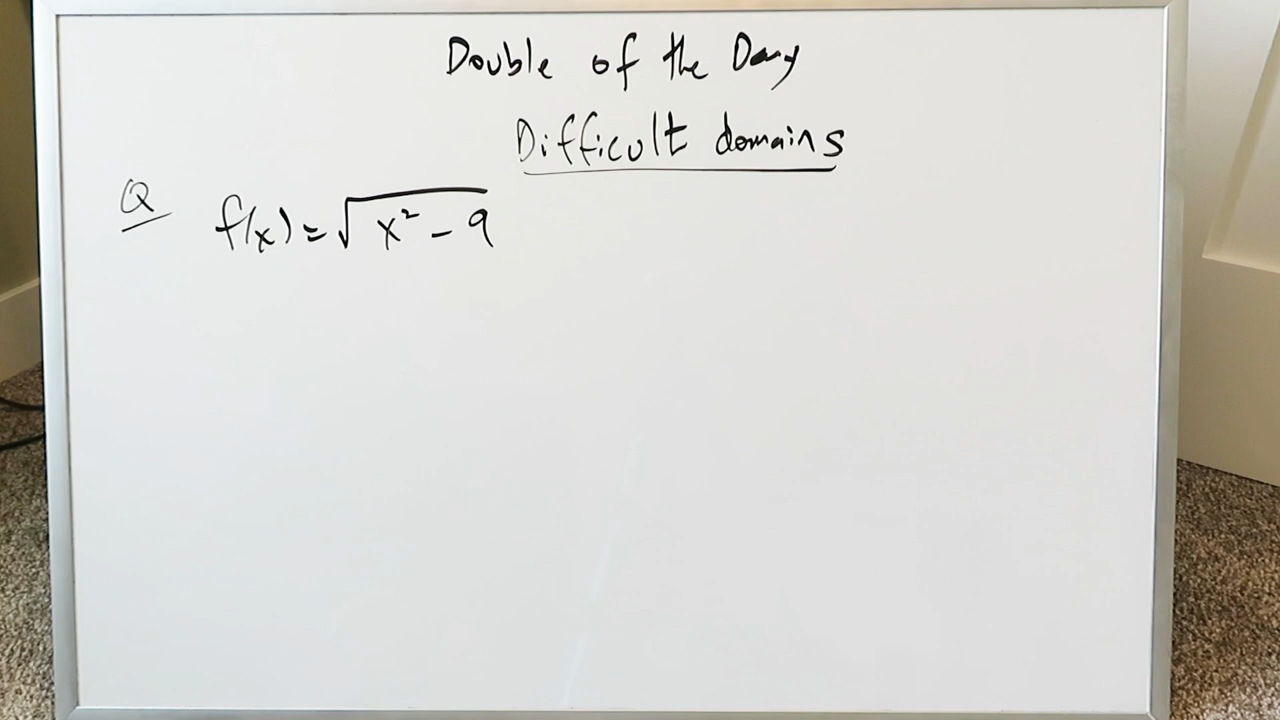 Double of the Day
Difficult domains
Q f(x) = √x² - 9